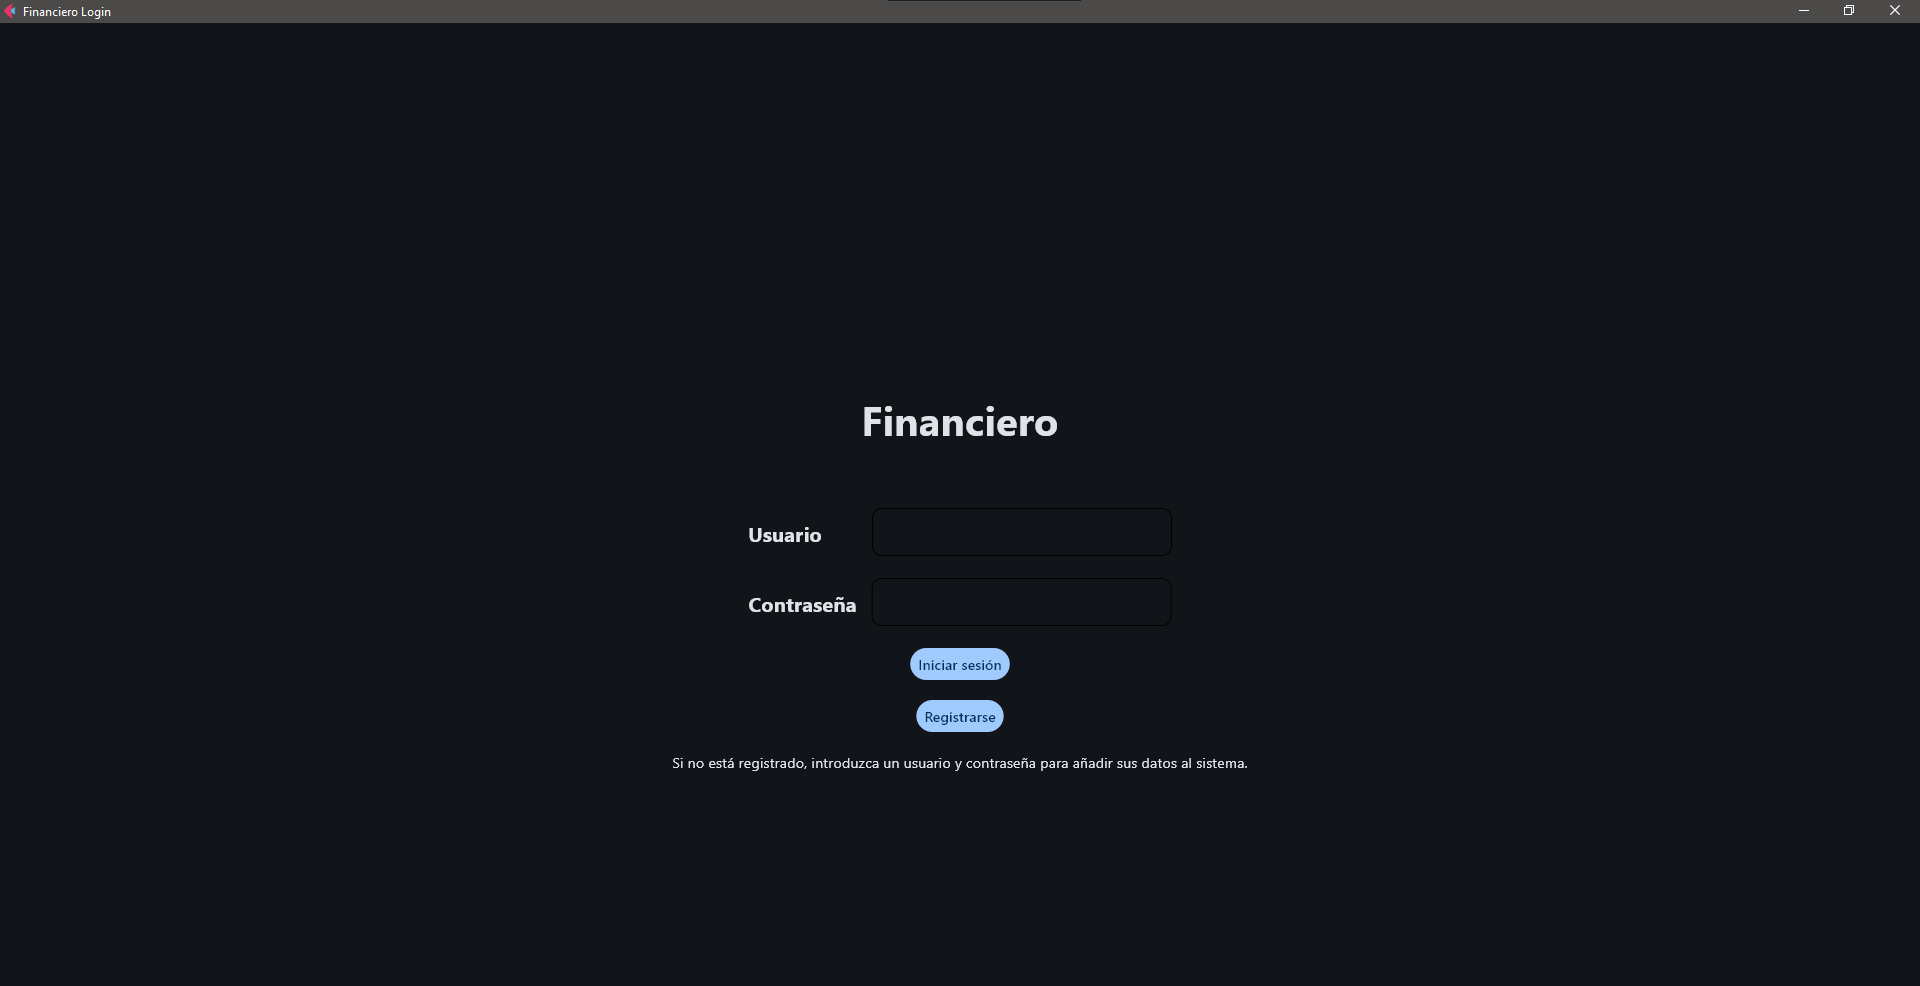 Financiero Login
Financiero
Usuario
Contraseña
Iniciar sesión
Registrarse
Si no está registrado, introduzca un usuario y contraseña para añadir sus datos al sistema.